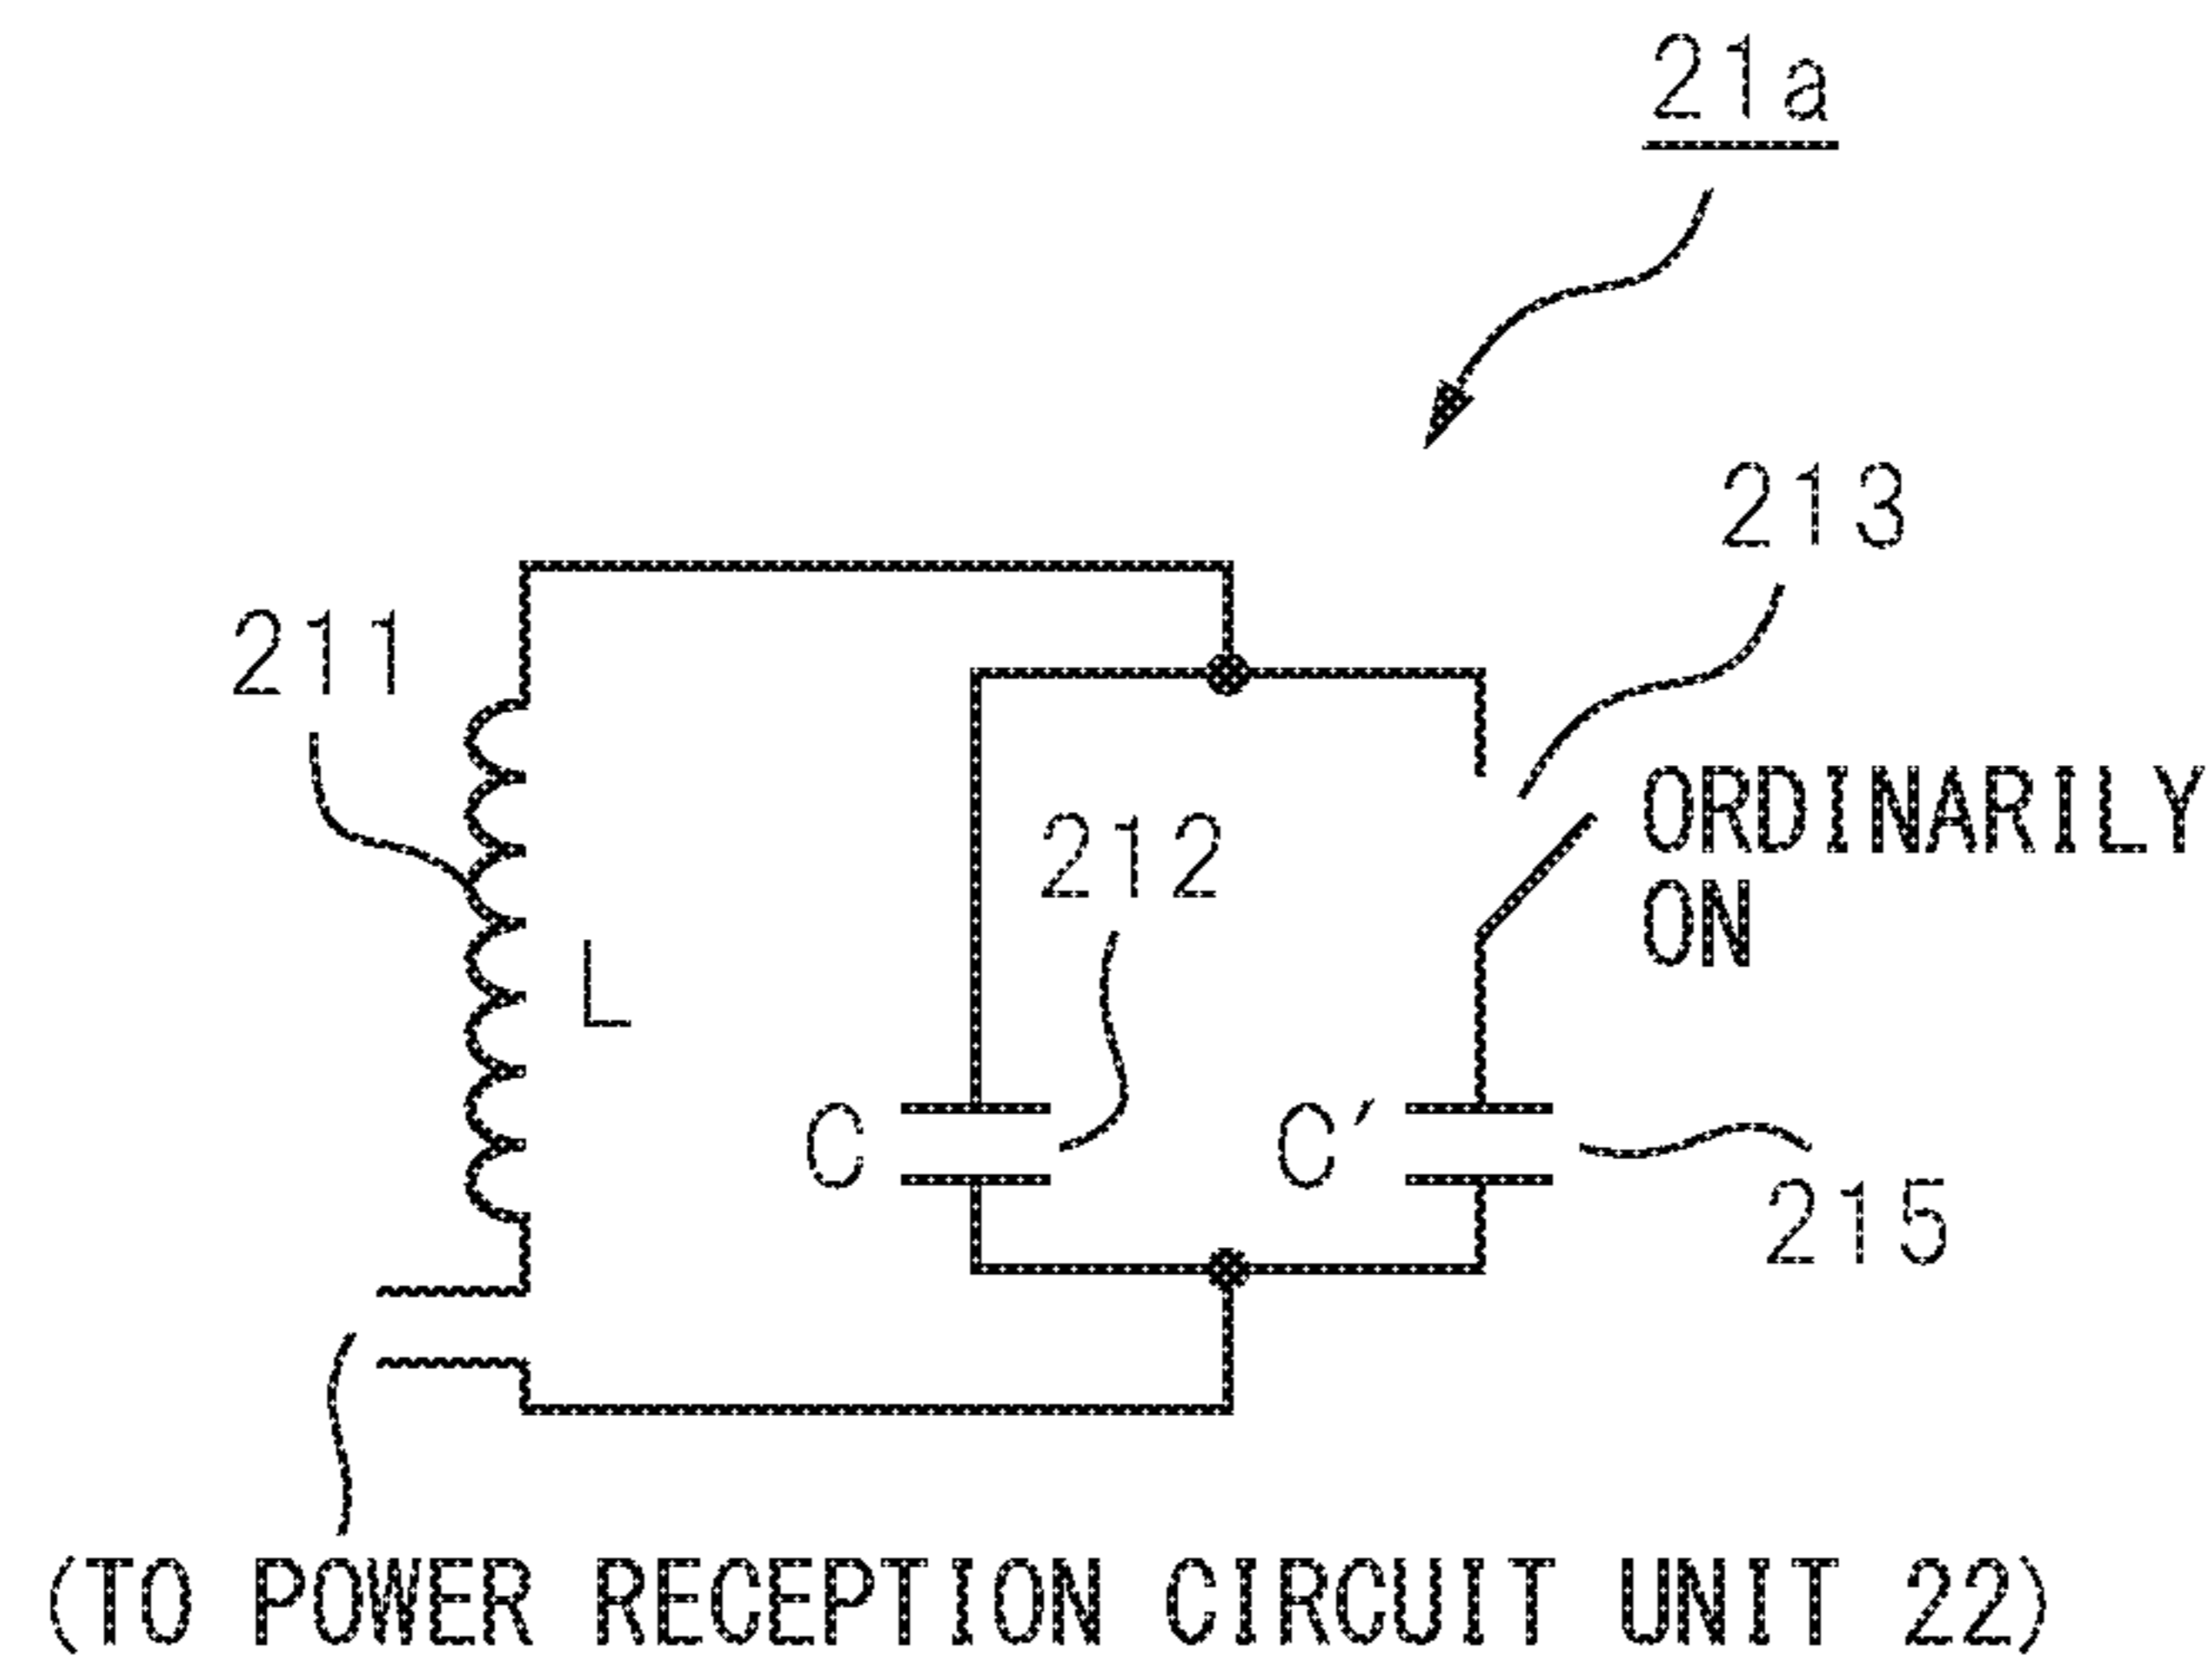 21a
213
211
ORDINARILY
ON
212
L
C
C'
215
(TO POWER RECEPTION CIRCUIT UNIT 22)